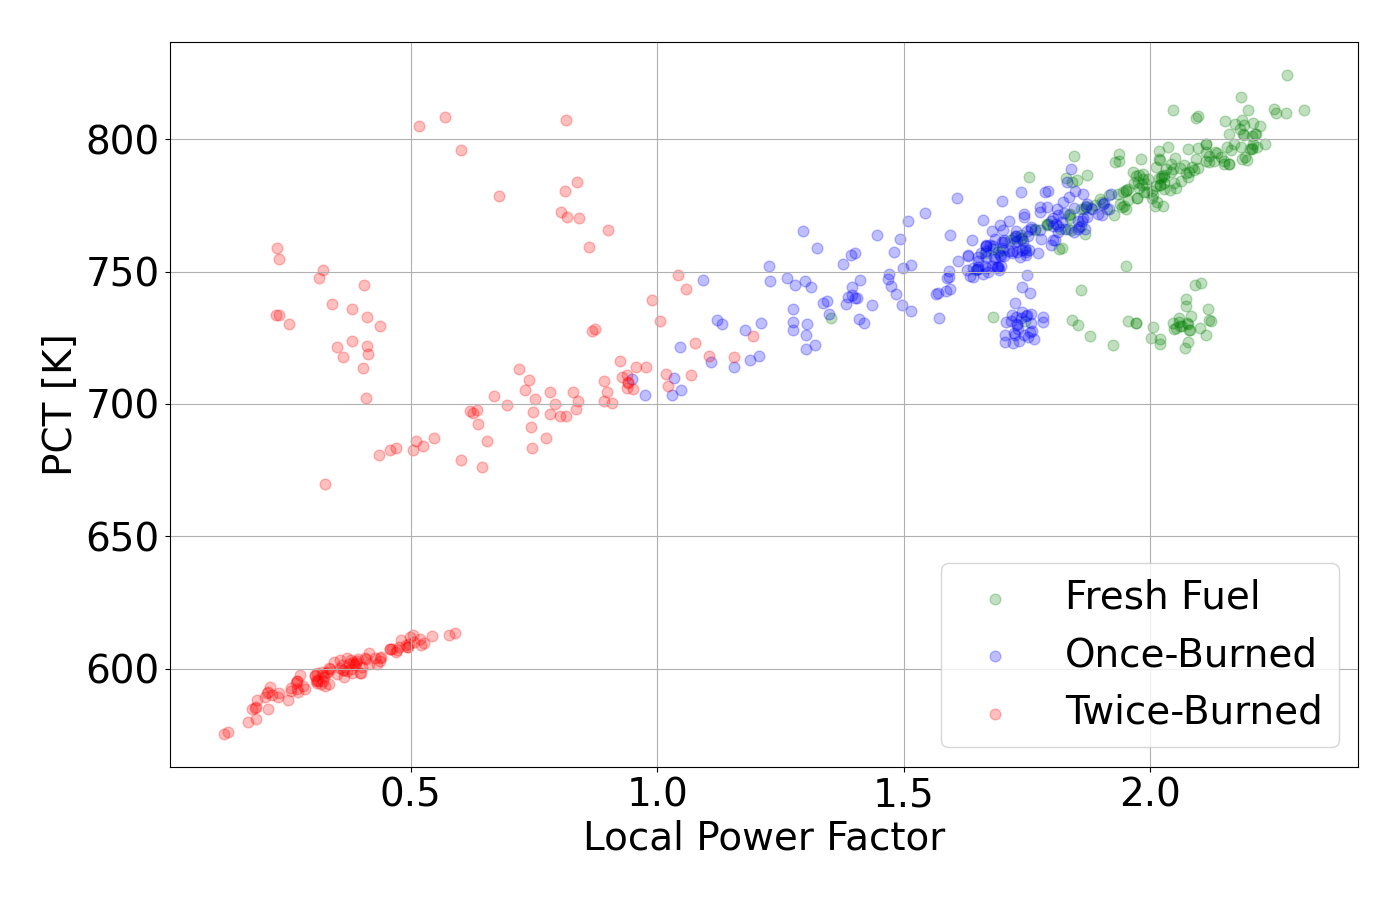 800
750
700
650
600
PCT [K]
0.5 1.0 1.5 2.0
Local Power Factor
Fresh Fuel
Once-Burned
Twice-Burned